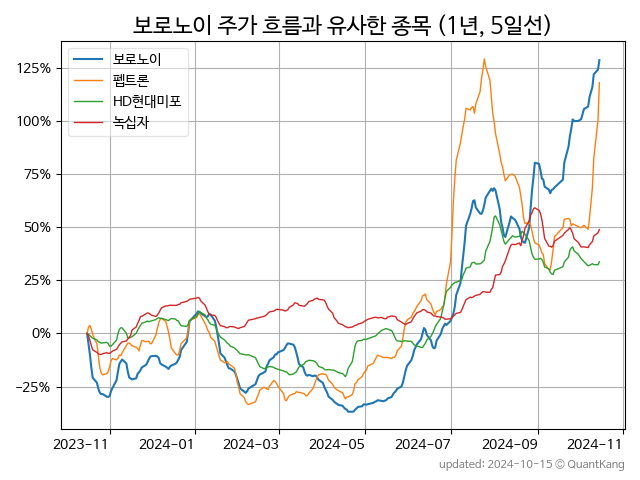 보로노이 주가 흐름과 유사한 종목 (1년, 5일선)
보로노이
펩트론
HD현대미포
녹십자
125%
100%
75%
50%
25%
0%
−25%
2023-11
2024-01
2024-03
2024-05
2024-07
2024-09
2024-11
updated: 2024-10-15 © QuantKang